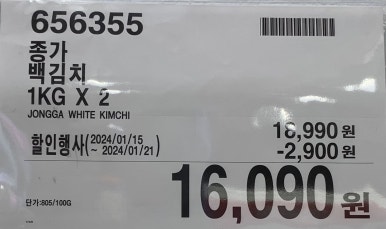 656355
종가
백김치
1KG X 2
JONGGA WHITE KIMCHI
할인행사(2024/01/15 ~ 2024/01/21)
18,990원
-2,900원
16,090원
단가:805/100G